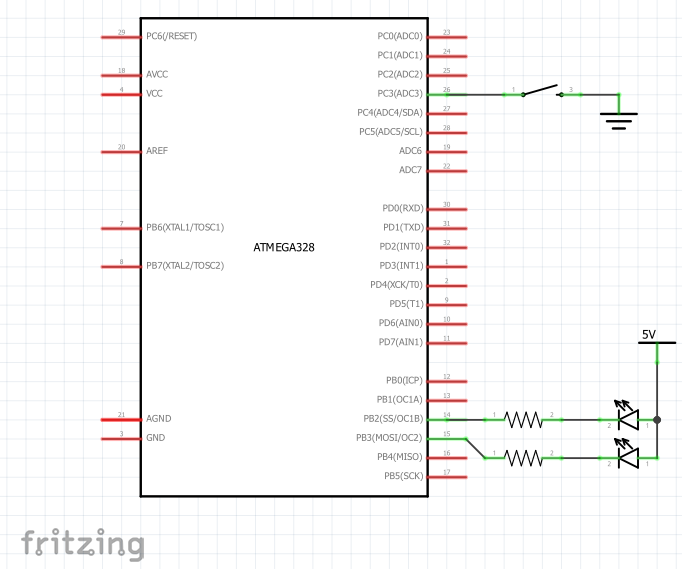 29 PC6(/RESET) PC0(ADC0) 23
PC1(ADC1) 24
18 AVCC PC2(ADC2) 25
4 VCC PC3(ADC3) 26 1 3
PC4(ADC4/SDA) 27
PC5(ADC5/SCL) 28
20 AREF ADC6 19
ADC7 22
PD0(RXD) 30
7 PB6(XTAL1/TOSC1) PD1(TXD) 31
ATMEGA328 PD2(INT0) 32
8 PB7(XTAL2/TOSC2) PD3(INT1) 1
PD4(XCK/T0) 2
PD5(T1) 9
PD6(AIN0) 10
5V
PD7(AIN1) 11
PB0(ICP) 12
PB1(OC1A) 13
21 AGND PB2(SS/OC1B) 14 1 2 2 1
3 GND PB3(MOSI/OC2) 15
PB4(MISO) 16 1 2 2 1
PB5(SCK) 17
fritzing